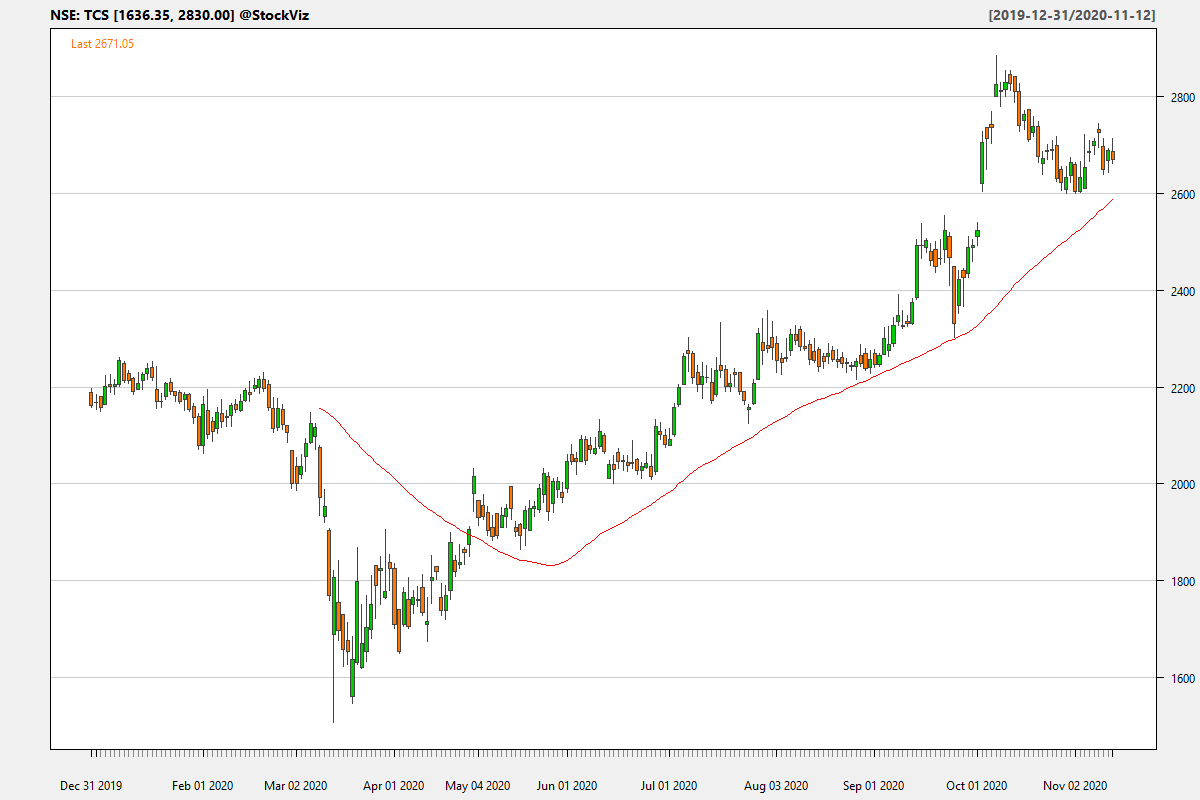 NSE: TCS [1636.35, 2830.00] @StockViz
[2019-12-31/2020-11-12]
Last 2671.05
2800
2600
2400
2200
2000
1800
1600
Dec 31 2019 Feb 01 2020 Mar 02 2020 Apr 01 2020 May 04 2020 Jun 01 2020 Jul 01 2020 Aug 03 2020 Sep 01 2020 Oct 01 2020 Nov 02 2020